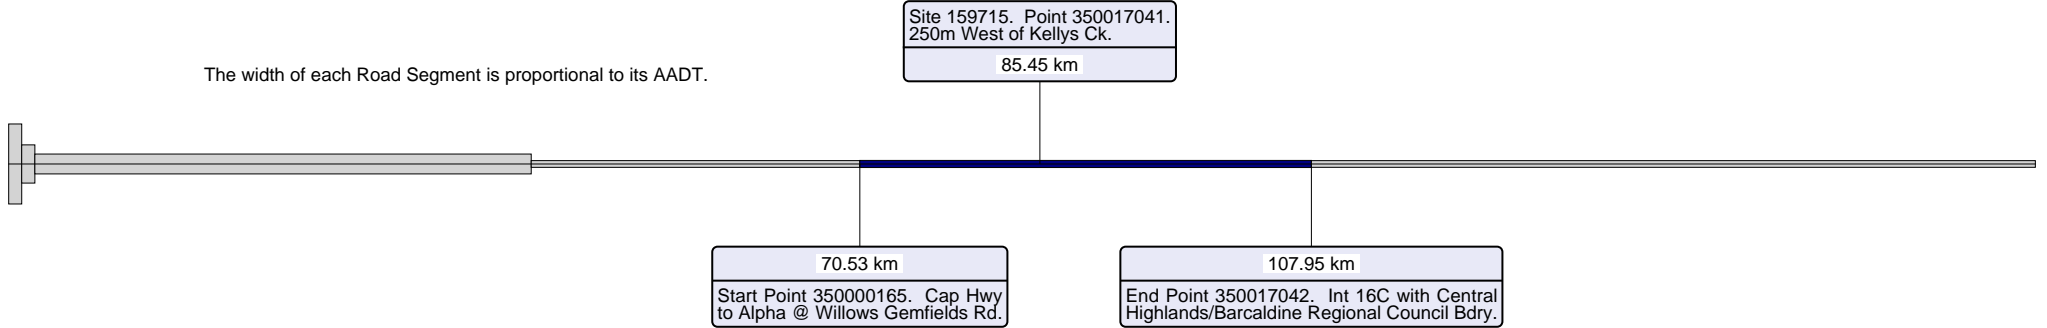 Site 159715.  Point 350017041.
250m West of Kellys Ck.
85.45 km
The width of each Road Segment is proportional to its AADT.
70.53 km
Start Point 350000165.  Cap Hwy
to Alpha @ Willows Gemfields Rd.
107.95 km
End Point 350017042.  Int 16C with Central
Highlands/Barcaldine Regional Council Bdry.